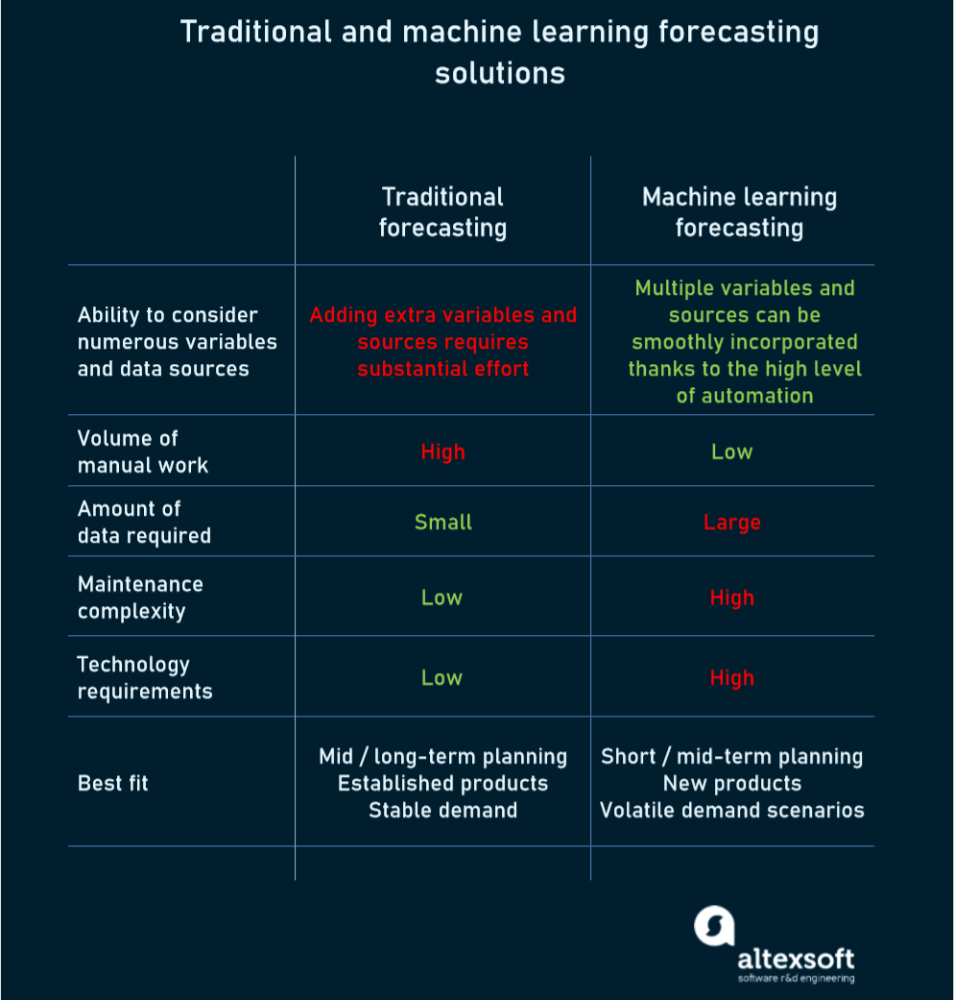 Traditional and machine learning forecasting
solutions
Traditional
forecasting
Machine learning
forecasting
Ability to consider
numerous variables
and data sources
Adding extra variables and
sources requires
substantial effort
Multiple variables and
sources can be
smoothly incorporated
thanks to the high level
of automation
Volume of
manual work
High
Low
Amount of
data required
Small
Large
Maintenance
complexity
Low
High
Technology
requirements
Low
High
Best fit
Mid / long-term planning
Established products
Stable demand
Short / mid-term planning
New products
Volatile demand scenarios
altexsoft
software r&d engineering